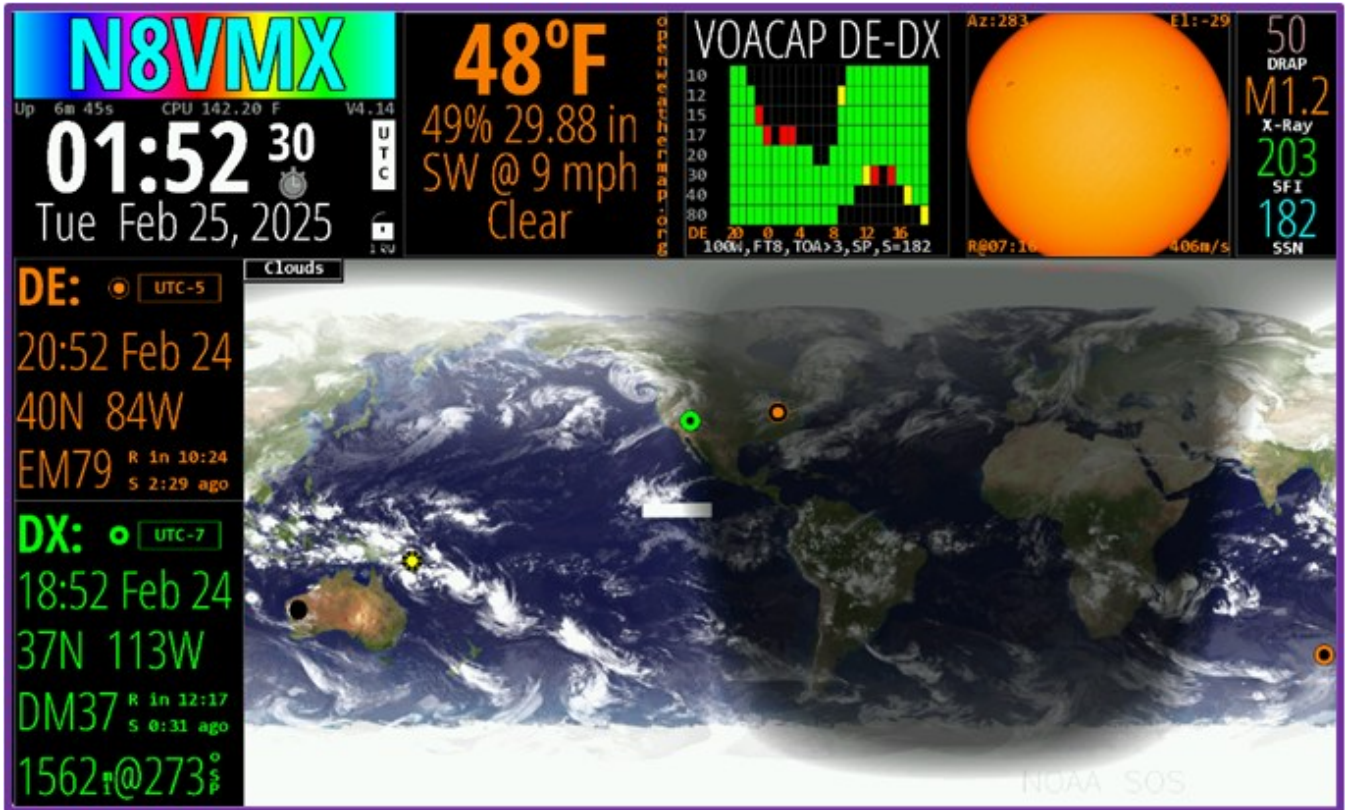 N8VMX
Up 6m 45s CPU 142.20 F V4.14
01:52 30
UTC
Tue Feb 25, 2025
48°F
49% 29.88 in
SW @ 9 mph
Clear
openweathermap.org
VOACAP DE-DX
10
12
15
17
20
30
40
80
DE 20 0 4 8 12 16
100W,FT8,TOA>3,SP,S=182
Az:283 El:-29
R@07:16 406m/s
50
DRAP
M1.2
X-Ray
203
SFI
182
SSN
DE: UTC-5
20:52 Feb 24
40N 84W
EM79 R in 10:24
S 2:29 ago
DX: UTC-7
18:52 Feb 24
37N 113W
DM37 R in 12:17
S 0:31 ago
1562mi@273° SP
Clouds
NOAA SOS